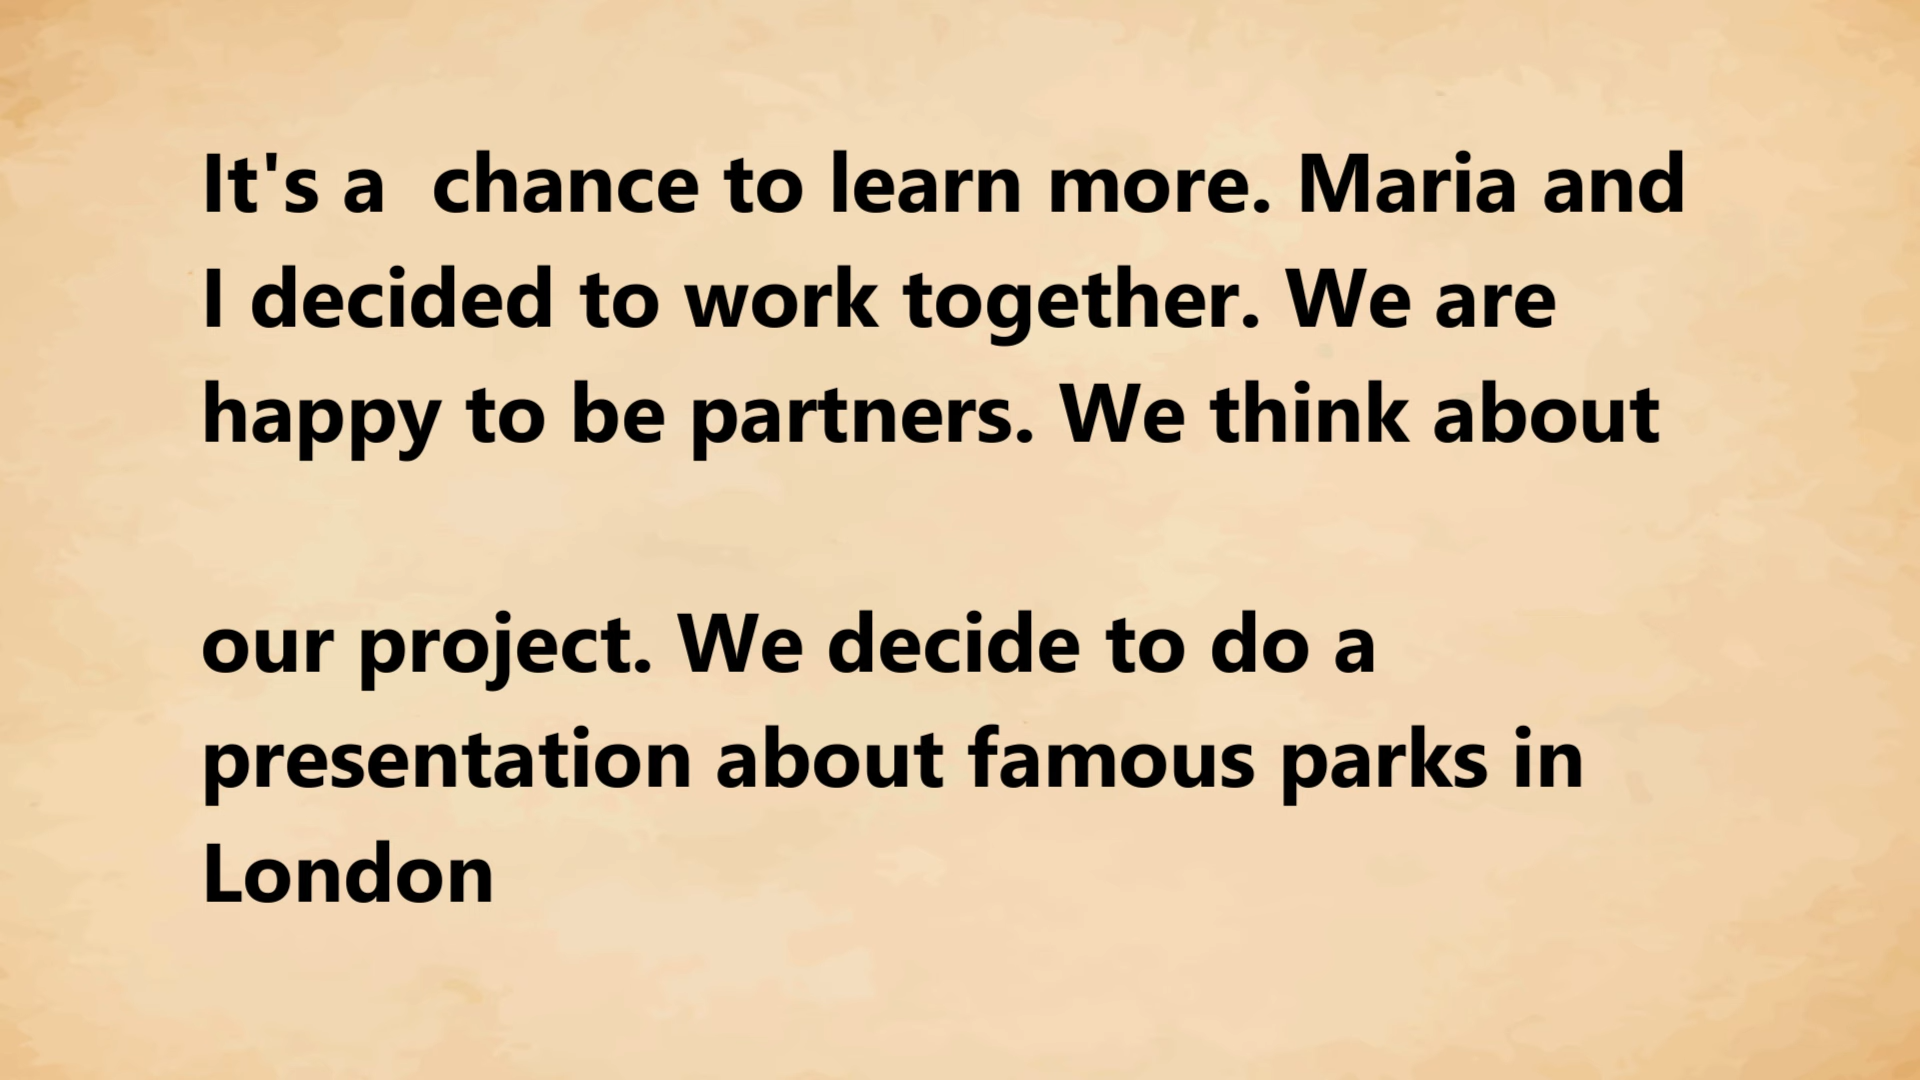 It's a  chance to learn more. Maria and
I decided to work together. We are
happy to be partners. We think about
our project. We decide to do a
presentation about famous parks in
London